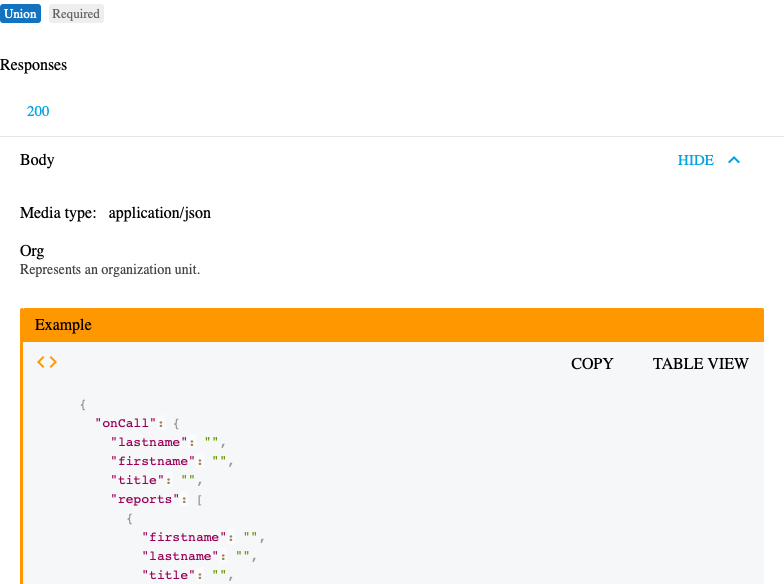 Union Required
Responses
200
Body HIDE
Media type: application/json
Org
Represents an organization unit.
Example
<> COPY TABLE VIEW
{
"onCall": {
"lastname": "",
"firstname": "",
"title": "",
"reports": [
{
"firstname": "",
"lastname": "",
"title": "",